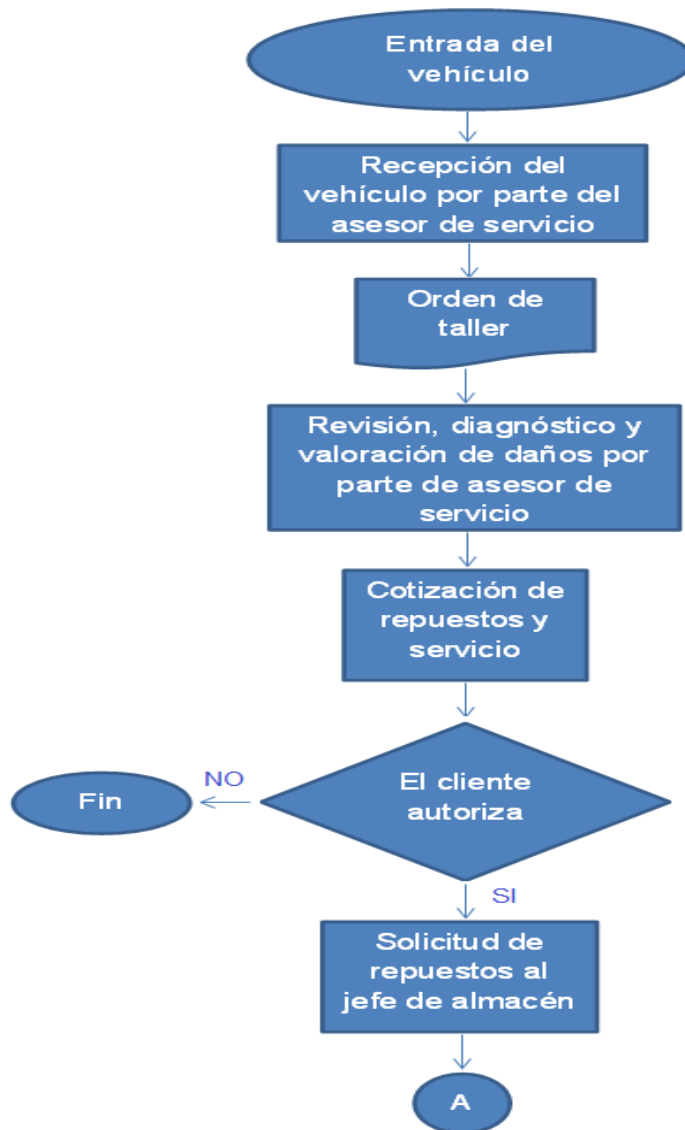 Entrada del
vehículo
Recepción del
vehículo por parte del
asesor de servicio
Orden de
taller
Revisión, diagnóstico y
valoración de daños por
parte de asesor de
servicio
Cotización de
repuestos y
servicio
El cliente
autoriza
NO
Fin
SI
Solicitud de
repuestos al
jefe de almacén
A